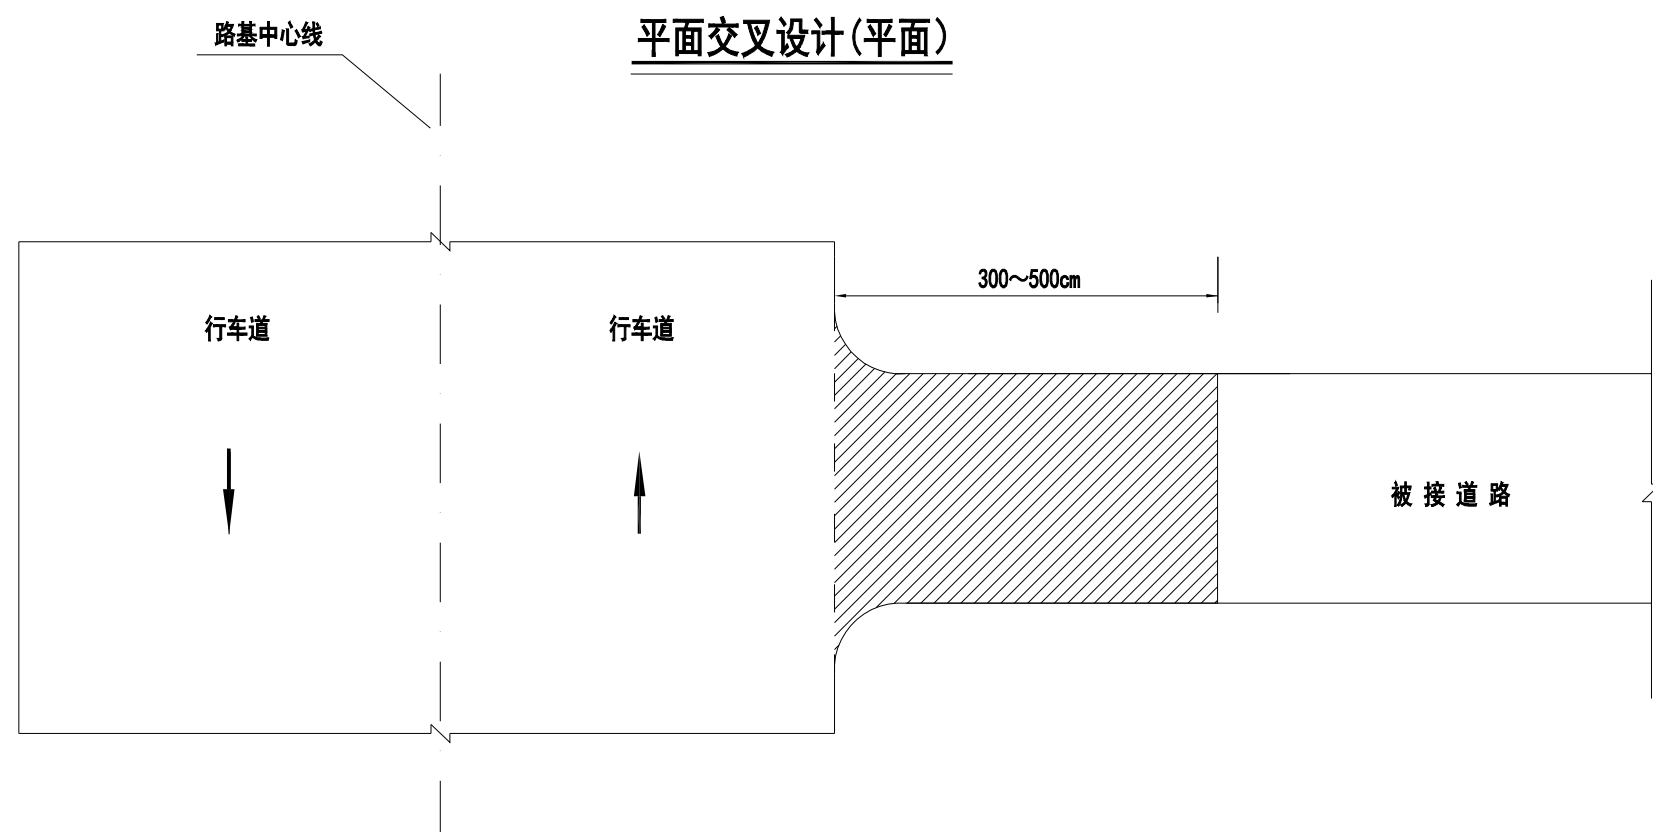 路基中心线
平面交叉设计(平面)
300～500cm
行车道
行车道
被接道路